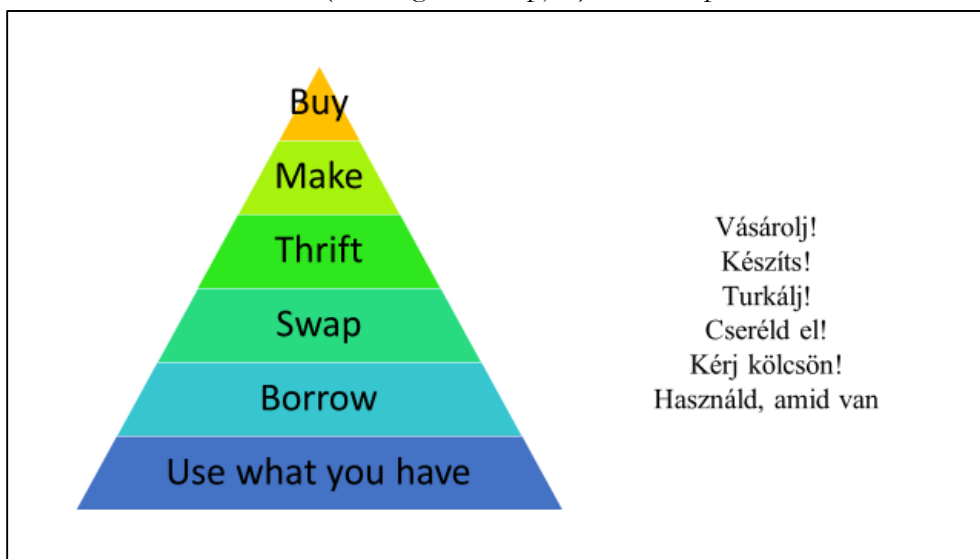 Buy
Make
Thrift
Swap
Borrow
Use what you have
Vásárolj!
Készíts!
Turkálj!
Cseréld el!
Kérj kölcsön!
Használd, amid van